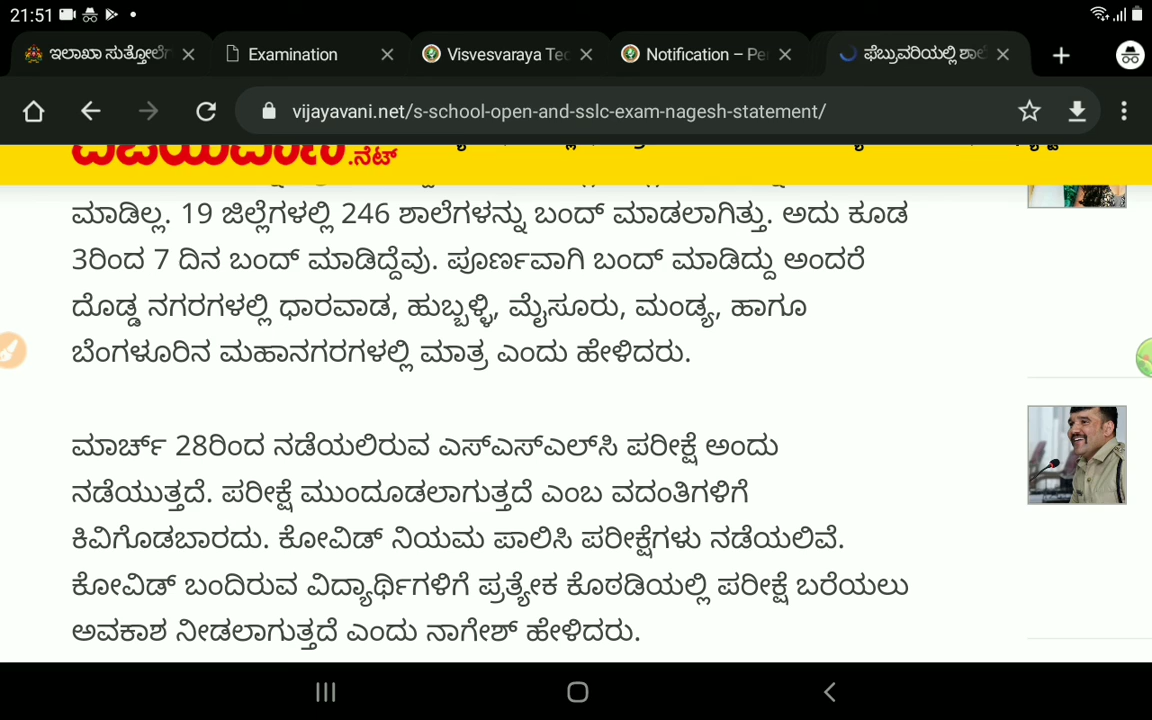 21:51
ಇಲಾಖಾ ಸುತ್ತೋಲೆಗ
Examination
Visvesvaraya Tec
Notification – Pe
ಫೆಬ್ರುವರಿಯಲ್ಲಿ ಶಾಲೆ
vijayavani.net/s-school-open-and-sslc-exam-nagesh-statement/
ವಿಜಯವಾಣಿ.ನೆಟ್
ಮಾಡಿಲ್ಲ. 19 ಜಿಲ್ಲೆಗಳಲ್ಲಿ 246 ಶಾಲೆಗಳನ್ನು ಬಂದ್ ಮಾಡಲಾಗಿತ್ತು. ಅದು ಕೂಡ
3ರಿಂದ 7 ದಿನ ಬಂದ್ ಮಾಡಿದ್ದೆವು. ಪೂರ್ಣವಾಗಿ ಬಂದ್ ಮಾಡಿದ್ದು ಅಂದರೆ
ದೊಡ್ಡ ನಗರಗಳಲ್ಲಿ ಧಾರವಾಡ, ಹುಬ್ಬಳ್ಳಿ, ಮೈಸೂರು, ಮಂಡ್ಯ, ಹಾಗೂ
ಬೆಂಗಳೂರಿನ ಮಹಾನಗರಗಳಲ್ಲಿ ಮಾತ್ರ ಎಂದು ಹೇಳಿದರು.
ಮಾರ್ಚ್ 28ರಿಂದ ನಡೆಯಲಿರುವ ಎಸ್‌ಎಸ್‌ಎಲ್‌ಸಿ ಪರೀಕ್ಷೆ ಅಂದು
ನಡೆಯುತ್ತದೆ. ಪರೀಕ್ಷೆ ಮುಂದೂಡಲಾಗುತ್ತದೆ ಎಂಬ ವದಂತಿಗಳಿಗೆ
ಕಿವಿಗೊಡಬಾರದು. ಕೋವಿಡ್ ನಿಯಮ ಪಾಲಿಸಿ ಪರೀಕ್ಷೆಗಳು ನಡೆಯಲಿವೆ.
ಕೋವಿಡ್ ಬಂದಿರುವ ವಿದ್ಯಾರ್ಥಿಗಳಿಗೆ ಪ್ರತ್ಯೇಕ ಕೊಠಡಿಯಲ್ಲಿ ಪರೀಕ್ಷೆ ಬರೆಯಲು
ಅವಕಾಶ ನೀಡಲಾಗುತ್ತದೆ ಎಂದು ನಾಗೇಶ್ ಹೇಳಿದರು.